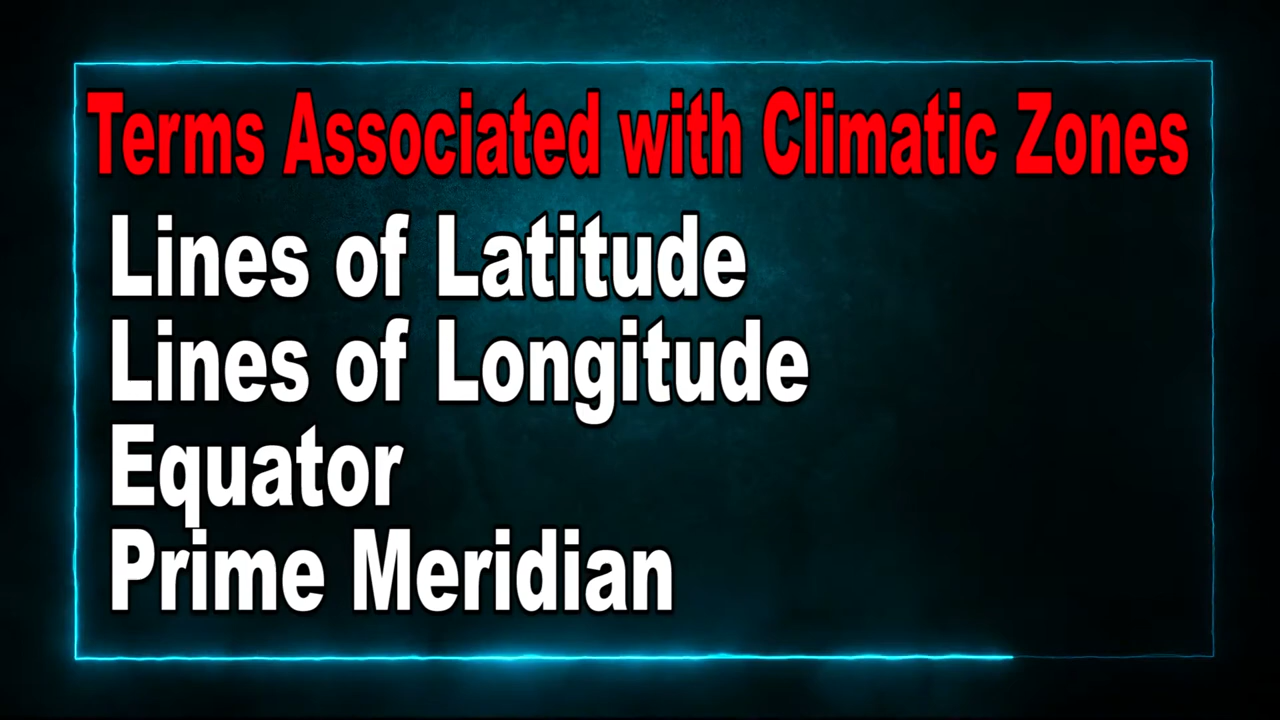 Terms Associated with Climatic Zones
Lines of Latitude
Lines of Longitude
Equator
Prime Meridian